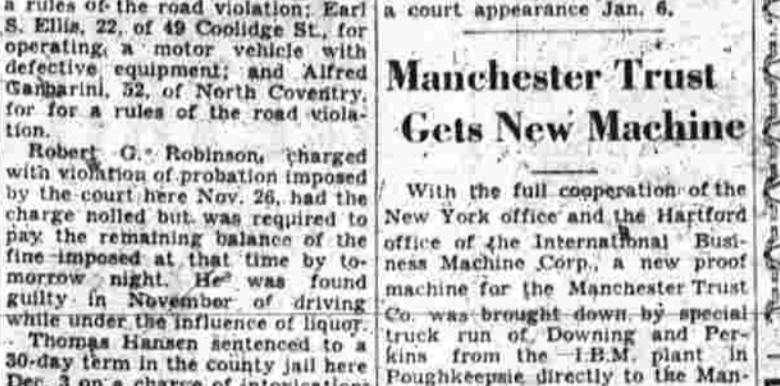 a rules of the road violation; Earl
S. Ellis, 22, of 49 Coolidge St., for
operating a motor vehicle with
defective equipment; and Alfred
Ganbarini, 52, of North Coventry,
for for a rules of the road viola-
tion.
Robert G. Robinson, charged
with violation of probation imposed
by the court here Nov. 26, had the
charge nolled but was required to
pay the remaining balance of the
fine imposed at that time by to-
morrow night. He was found
guilty in November of driving
while under the influence of liquor.
Thomas Hansen sentenced to a
30-day term in the county jail here
Dec. 3 on a charge of intoxication
a court appearance Jan. 6.
Manchester Trust
Gets New Machine
With the full cooperation of the
New York office and the Hartford
office of the International Busi-
ness Machine Corp., a new proof
machine for the Manchester Trust
Co. was brought down by special
truck run of Downing and Per-
kins from the I.B.M. plant in
Poughkeepsie directly to the Man-